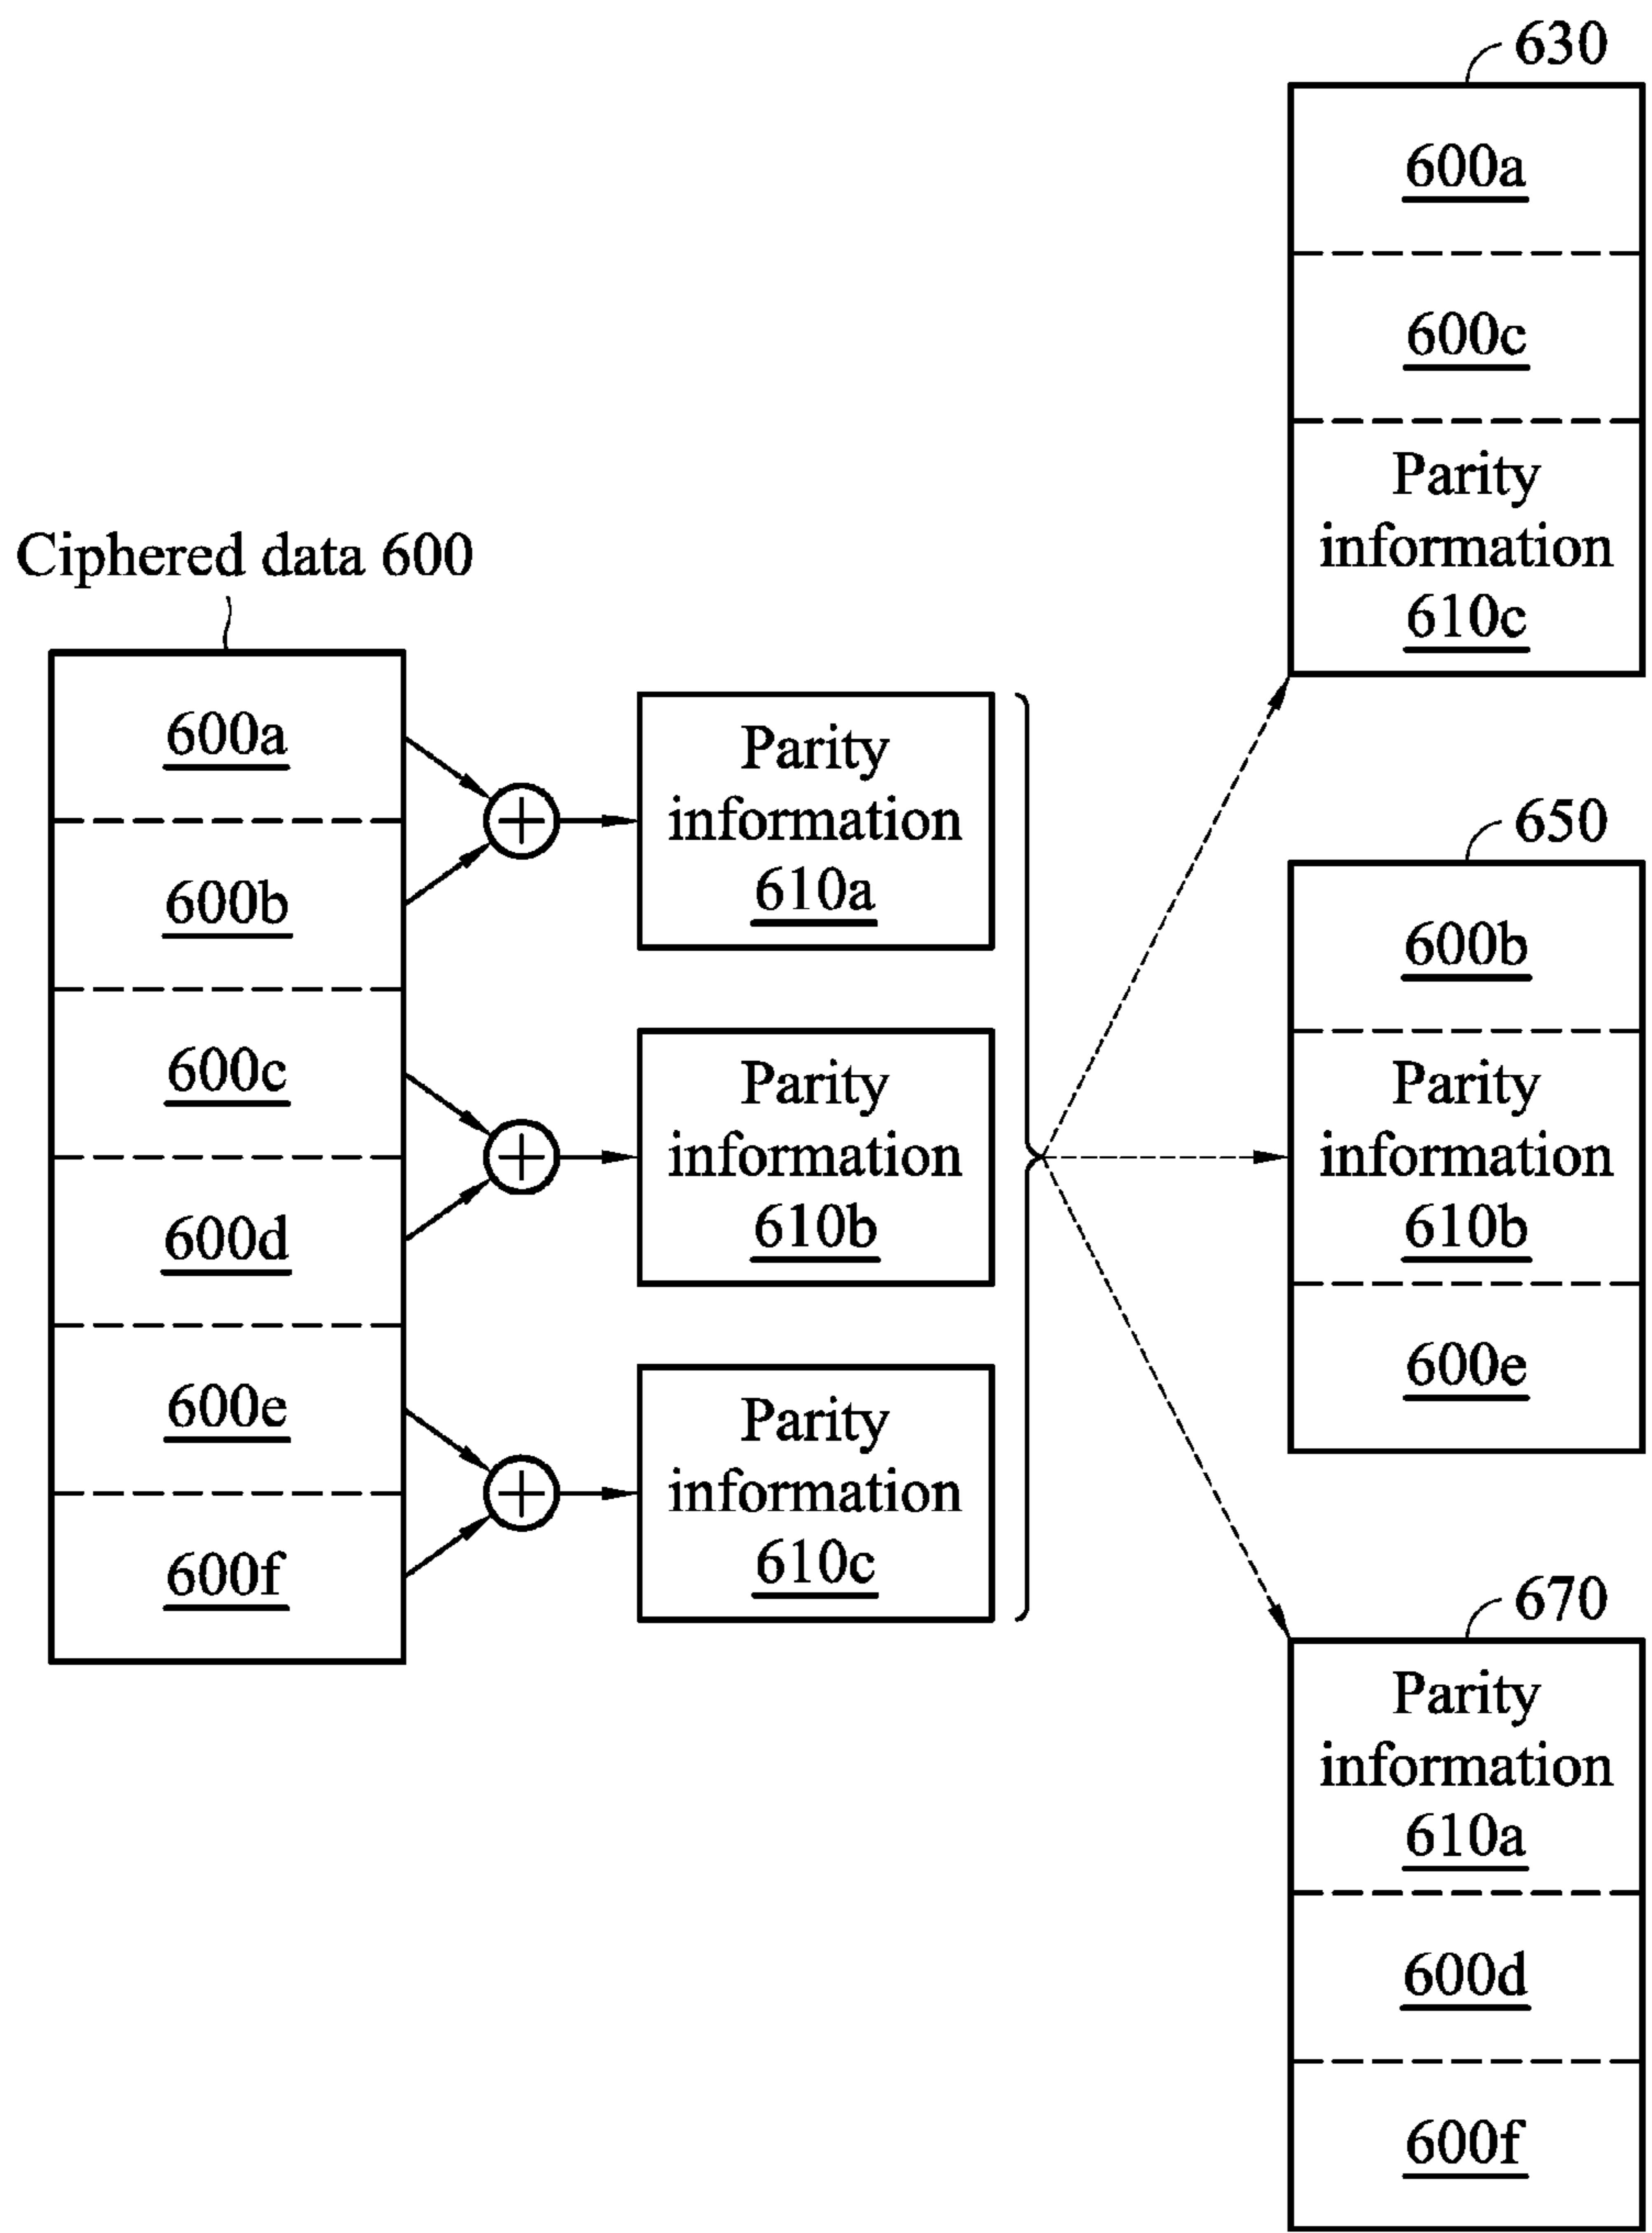 Ciphered data 600
600a
600b
600c
600d
600e
600f
Parity
information
610a
Parity
information
610b
Parity
information
610c
630
600a
600c
Parity
information
610c
650
600b
Parity
information
610b
600e
670
Parity
information
610a
600d
600f